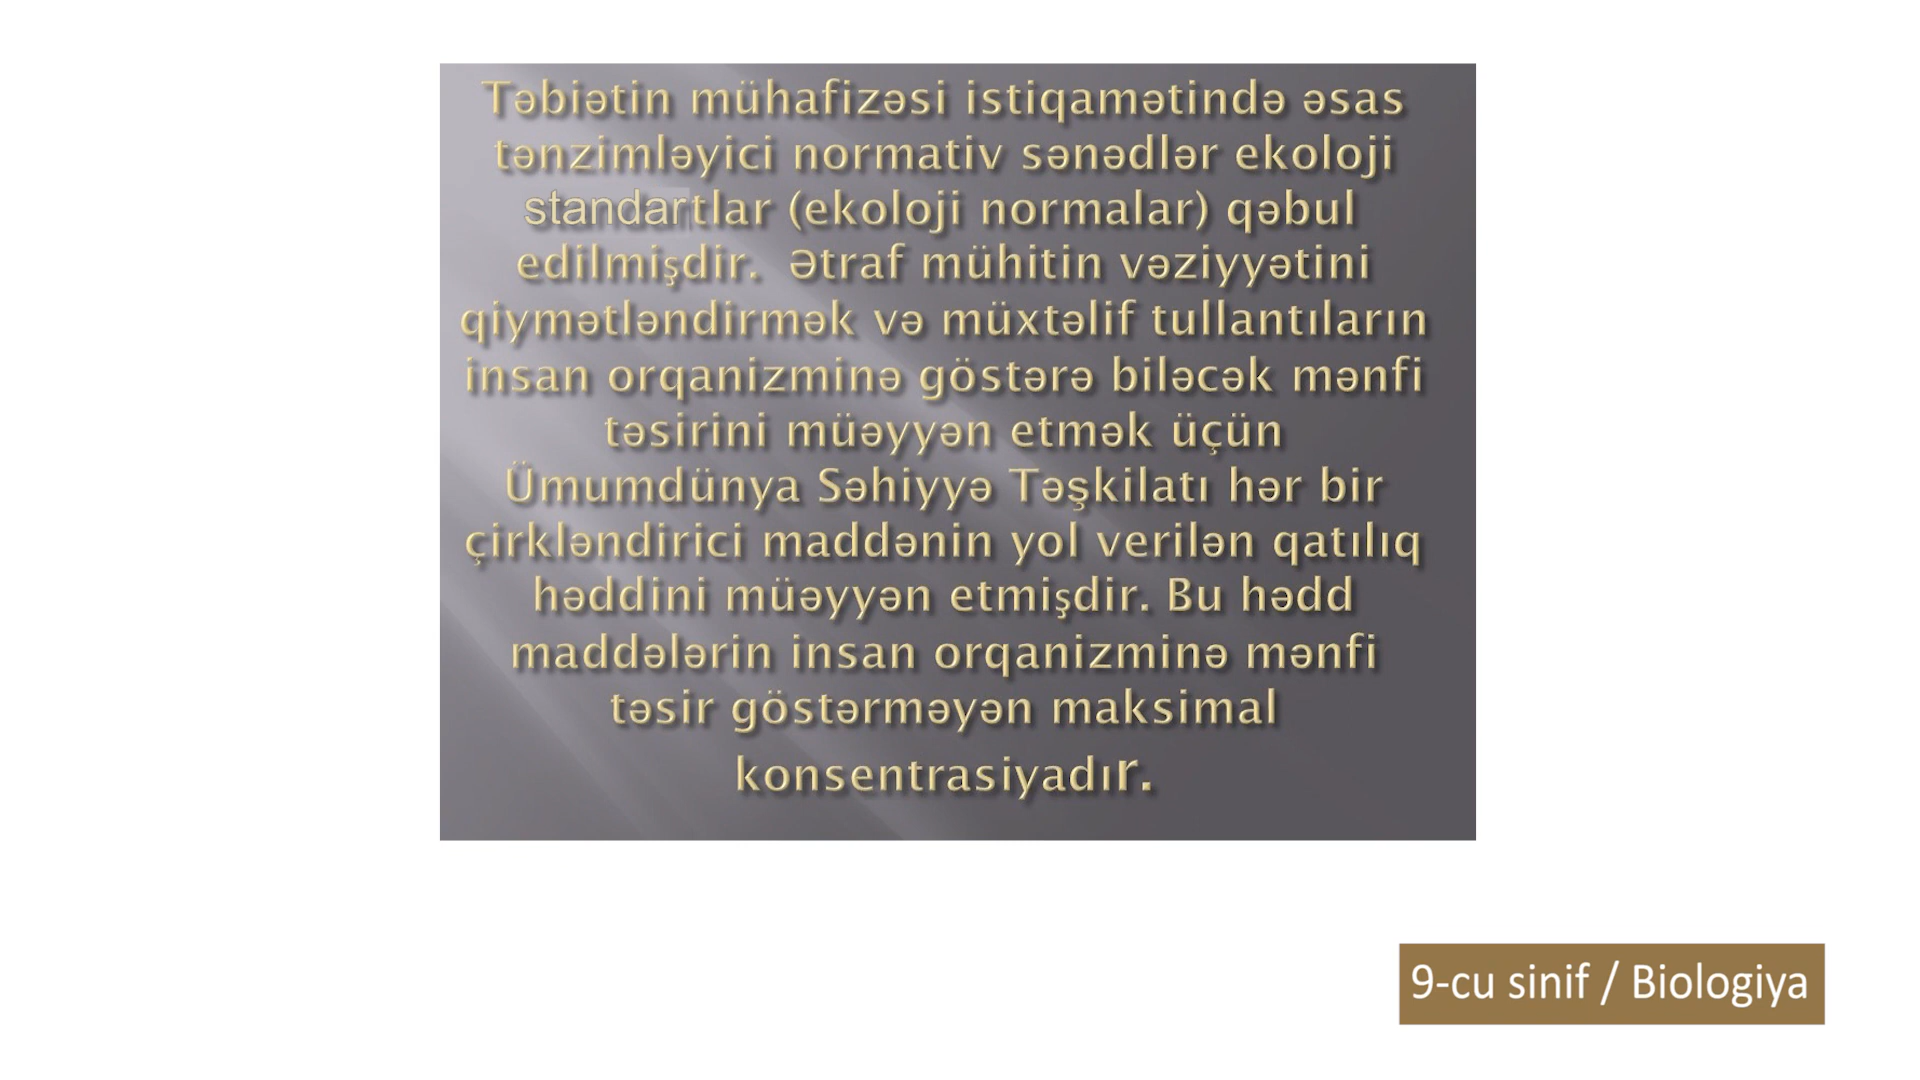 Təbiətin mühafizəsi istiqamətində əsas
tənzimləyici normativ sənədlər ekoloji
standartlar (ekoloji normalar) qəbul
edilmişdir. Ətraf mühitin vəziyyətini
qiymətləndirmək və müxtəlif tullantıların
insan orqanizminə göstərə biləcək mənfi
təsirini müəyyən etmək üçün
Ümumdünya Səhiyyə Təşkilatı hər bir
çirkləndirici maddənin yol verilən qatılıq
həddini müəyyən etmişdir. Bu hədd
maddələrin insan orqanizminə mənfi
təsir göstərməyən maksimal
konsentrasiyadır.
9-cu sinif / Biologiya